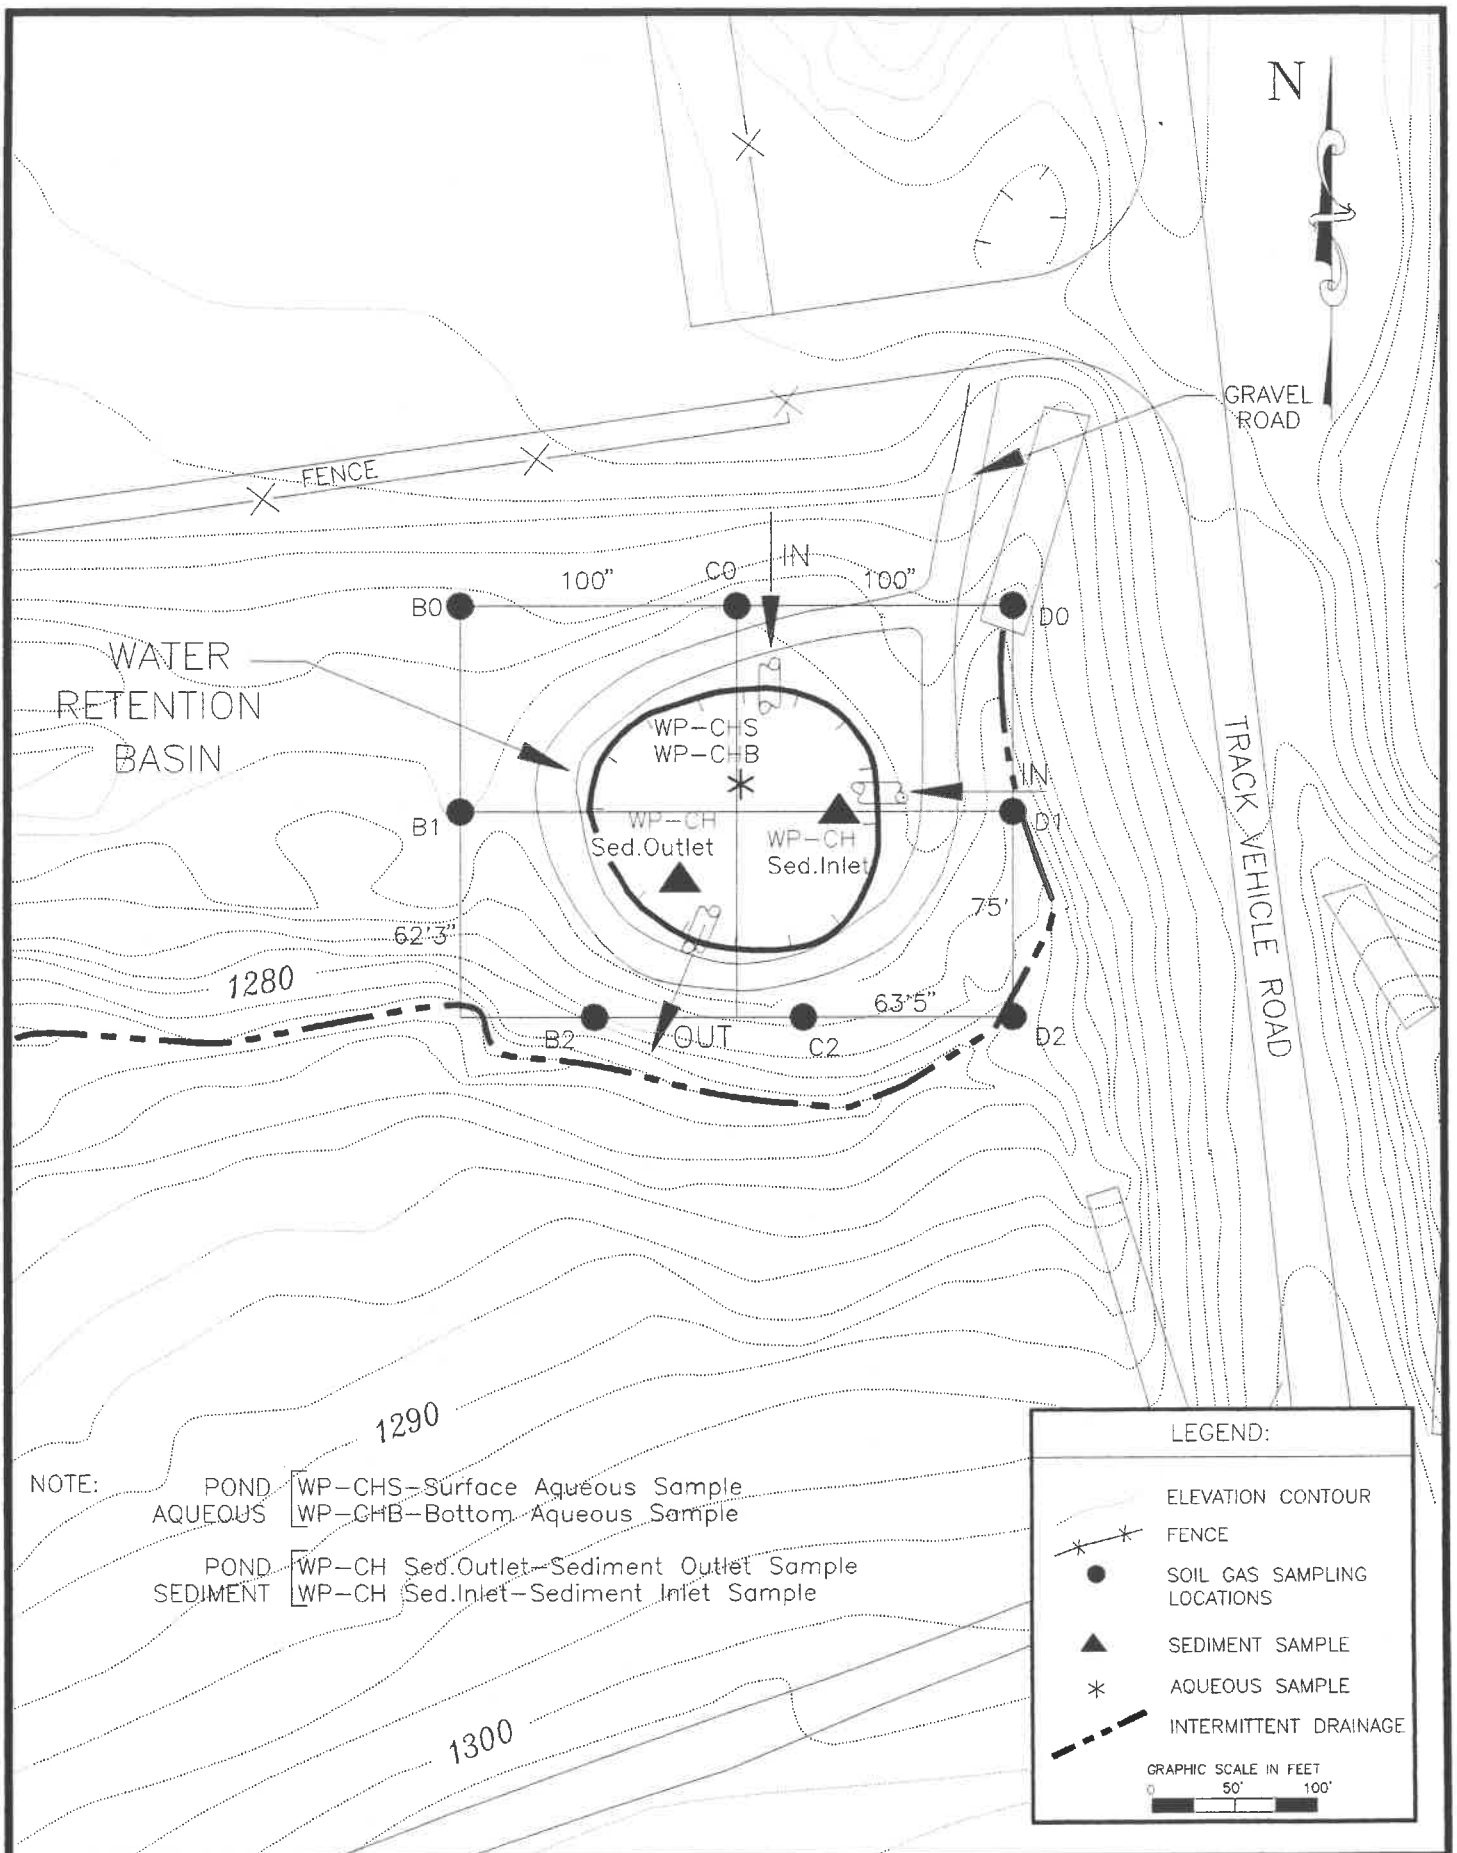 N
GRAVEL
ROAD
FENCE
IN
100" C0 100"
B0 D0
WATER
RETENTION
BASIN
WP-CHS
WP-CHB
IN
TRACK VEHICLE ROAD
B1 D1
WP-CH
Sed.Outlet
WP-CH
Sed.Inlet
75'
62'3"
1280
63'5"
B2 OUT C2 D2
1290
LEGEND:
NOTE: POND WP-CHS-Surface Aqueous Sample
AQUEOUS WP-CHB-Bottom Aqueous Sample
POND WP-CH Sed.Outlet-Sediment Outlet Sample
SEDIMENT WP-CH Sed.Inlet-Sediment Inlet Sample
1300
ELEVATION CONTOUR
FENCE
SOIL GAS SAMPLING
LOCATIONS
SEDIMENT SAMPLE
AQUEOUS SAMPLE
INTERMITTENT DRAINAGE
GRAPHIC SCALE IN FEET
0 50' 100'